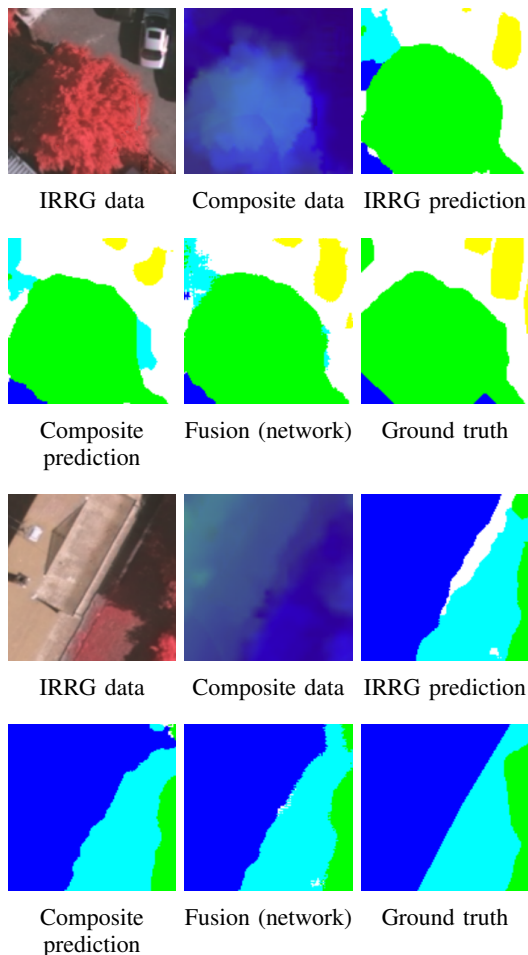 IRRG data Composite data IRRG prediction
Composite prediction Fusion (network) Ground truth
IRRG data Composite data IRRG prediction
Composite prediction Fusion (network) Ground truth